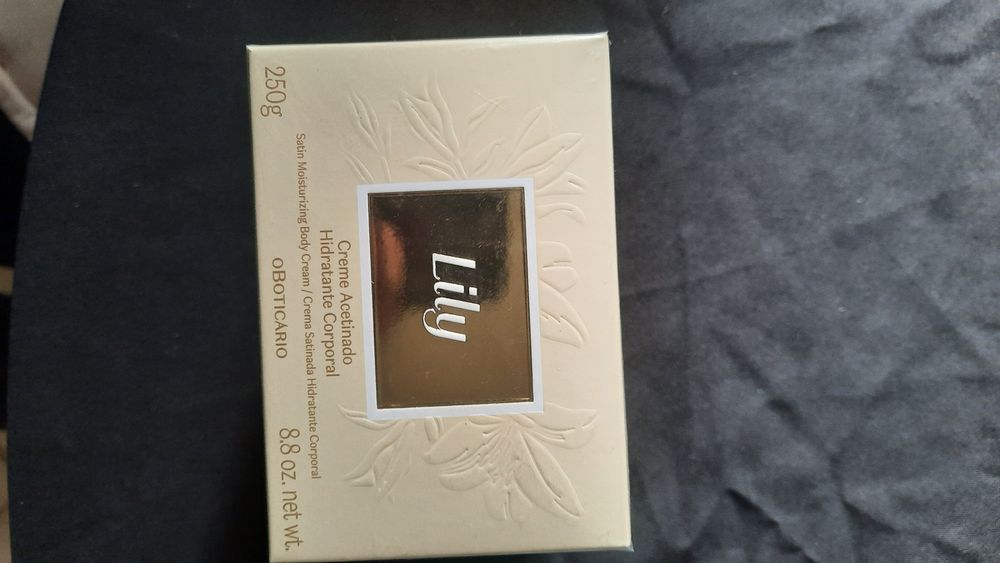 Lily
Creme Acetinado
Hidratante Corporal
Satin Moisturizing Body Cream / Crema Satinada Hidratante Corporal
250g
oBOTICÁRIO
8.8 oz. net wt.